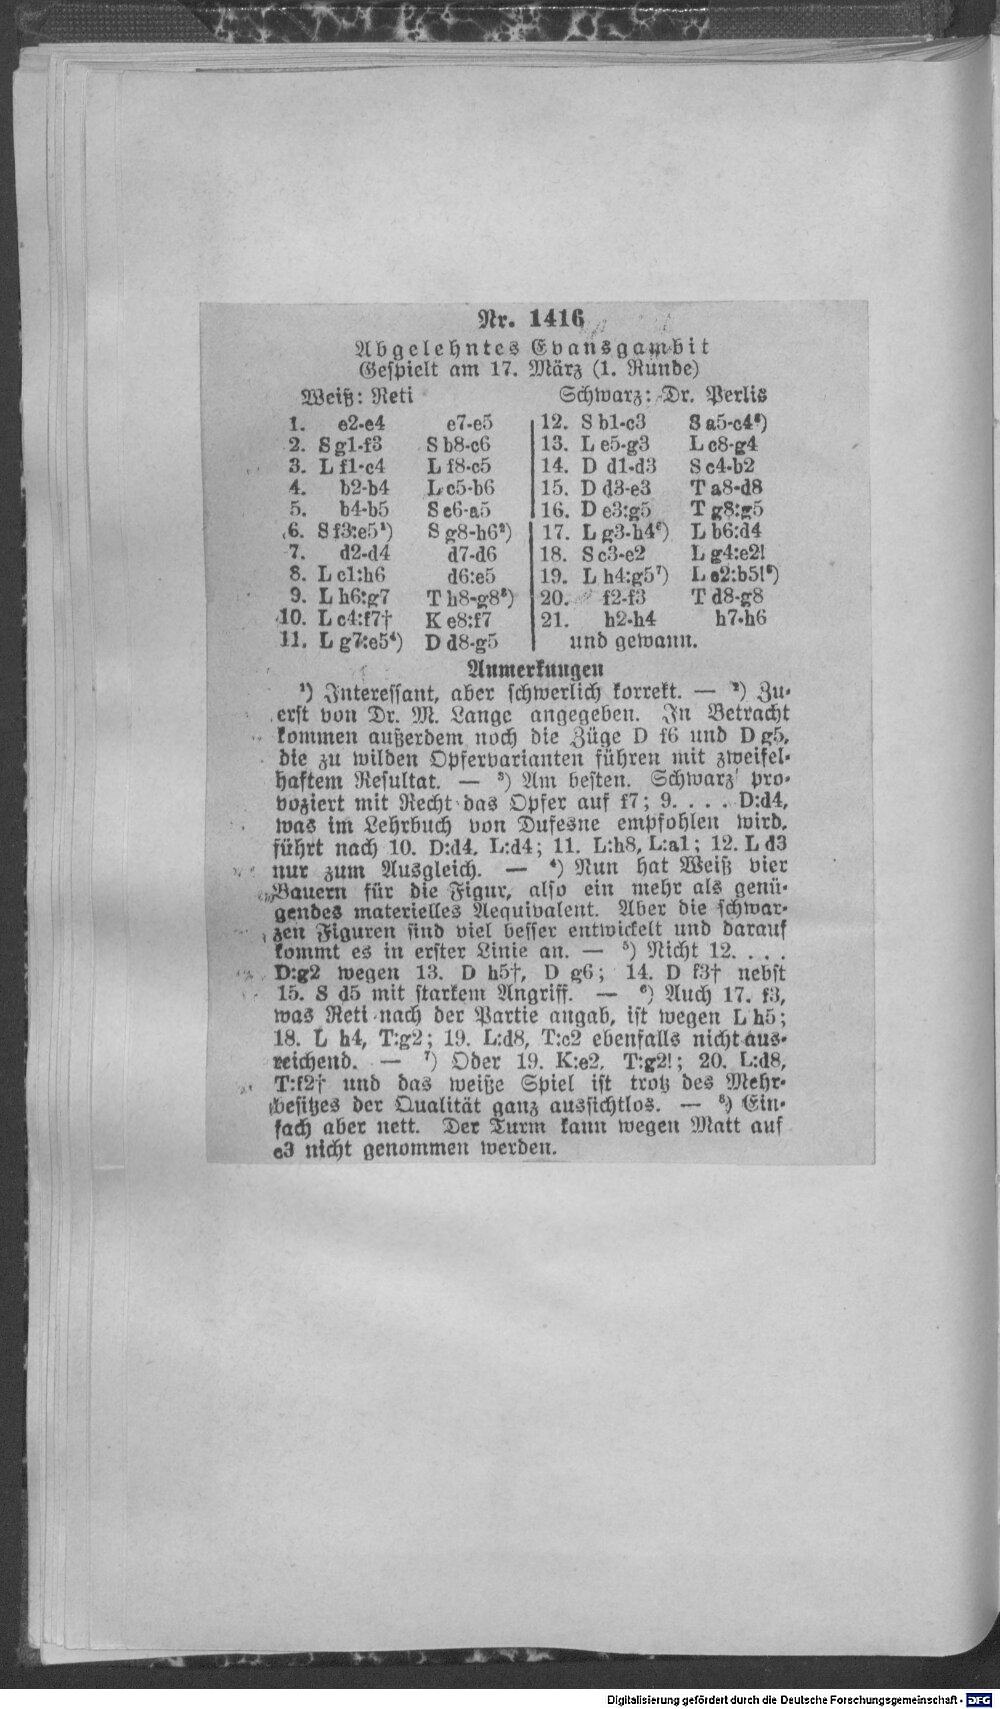 Nr. 1416
Abgelehntes Evansgambit
Gespielt am 17. März (1. Runde)
Weiß: Reti Schwarz: Dr. Perlis
1. e2-e4 e7-e5
2. S g1-f3 S b8-c6
3. L f1-c4 L f8-c5
4. b2-b4 L c5-b6
5. b4-b5 S c6-a5
6. S f3:e5¹) S g8-h6²)
7. d2-d4 d7-d6
8. L c1:h6 d6:e5
9. L h6:g7 T h8-g8³)
10. L c4:f7† K e8:f7
11. L g7:e5⁴) D d8-g5
12. S b1-c3 S a5-c4⁵)
13. L e5-g3 L c8-g4
14. D d1-d3 S c4-b2
15. D d3-e3 T a8-d8
16. D e3:g5 T g8:g5
17. L g3-h4⁶) L b6:d4
18. S c3-e2 L g4:e2!
19. L h4:g5⁷) L e2:b5!⁸)
20. f2-f3 T d8-g8
21. h2-h4 h7-h6
und gewann.
Anmerkungen
¹) Interessant, aber schwerlich korrekt. — ²) Zu-
erst von Dr. M. Lange angegeben. In Betracht
kommen außerdem noch die Züge D f6 und D g5,
die zu wilden Opfervarianten führen mit zweifel-
haftem Resultat. — ³) Am besten. Schwarz pro-
voziert mit Recht das Opfer auf f7; 9. . . . D:d4,
was im Lehrbuch von Dufesne empfohlen wird,
führt nach 10. D:d4, L:d4; 11. L:h8, L:a1; 12. L d3
nur zum Ausgleich. — ⁴) Nun hat Weiß vier
Bauern für die Figur, also ein mehr als genü-
gendes materielles Aequivalent. Aber die schwar-
zen Figuren sind viel besser entwickelt und darauf
kommt es in erster Linie an. — ⁵) Nicht 12. . . .
D:g2 wegen 13. D h5†, D g6; 14. D f3† nebst
15. S d5 mit starkem Angriff. — ⁶) Auch 17. f3,
was Reti nach der Partie angab, ist wegen L h5;
18. L h4, T:g2; 19. L:d8, T:c2 ebenfalls nicht aus-
reichend. — ⁷) Oder 19. K:e2, T:g2!; 20. L:d8,
T:f2† und das weiße Spiel ist trotz des Mehr-
besitzes der Qualität ganz aussichtlos. — ⁸) Ein-
fach aber nett. Der Turm kann wegen Matt auf
c3 nicht genommen werden.
Digitalisierung gefördert durch die Deutsche Forschungsgemeinschaft - DFG